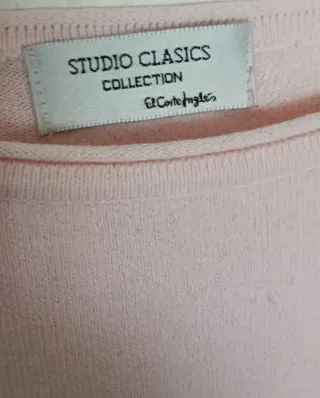 STUDIO CLASICS
COLLECTION
El Corte Inglés